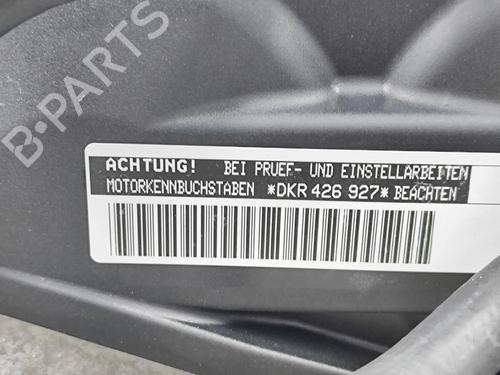 B-PARTS
ACHTUNG! BEI PRUEF- UND EINSTELLARBEITEN
MOTORKENNBUCHSTABEN *DKR 426 927* BEACHTEN